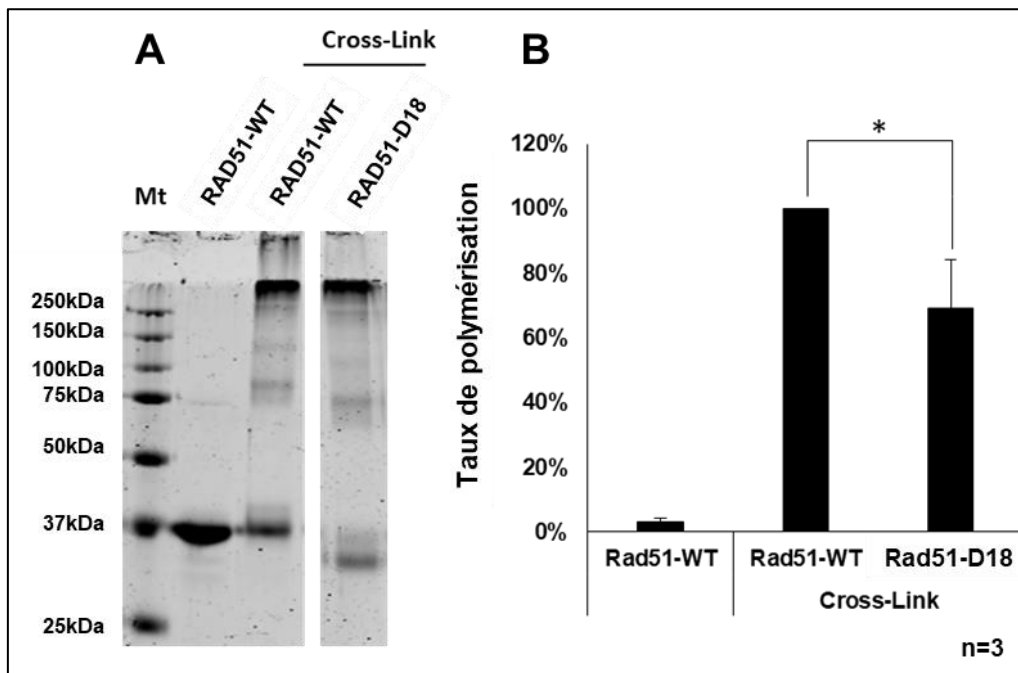 A
Cross-Link
Mt
RAD51-WT
RAD51-WT
RAD51-D18
250kDa
150kDa
100kDa
75kDa
50kDa
37kDa
25kDa
B
Taux de polymérisation
120%
100%
80%
60%
40%
20%
0%
*
Rad51-WT
Rad51-WT
Rad51-D18
Cross-Link
n=3